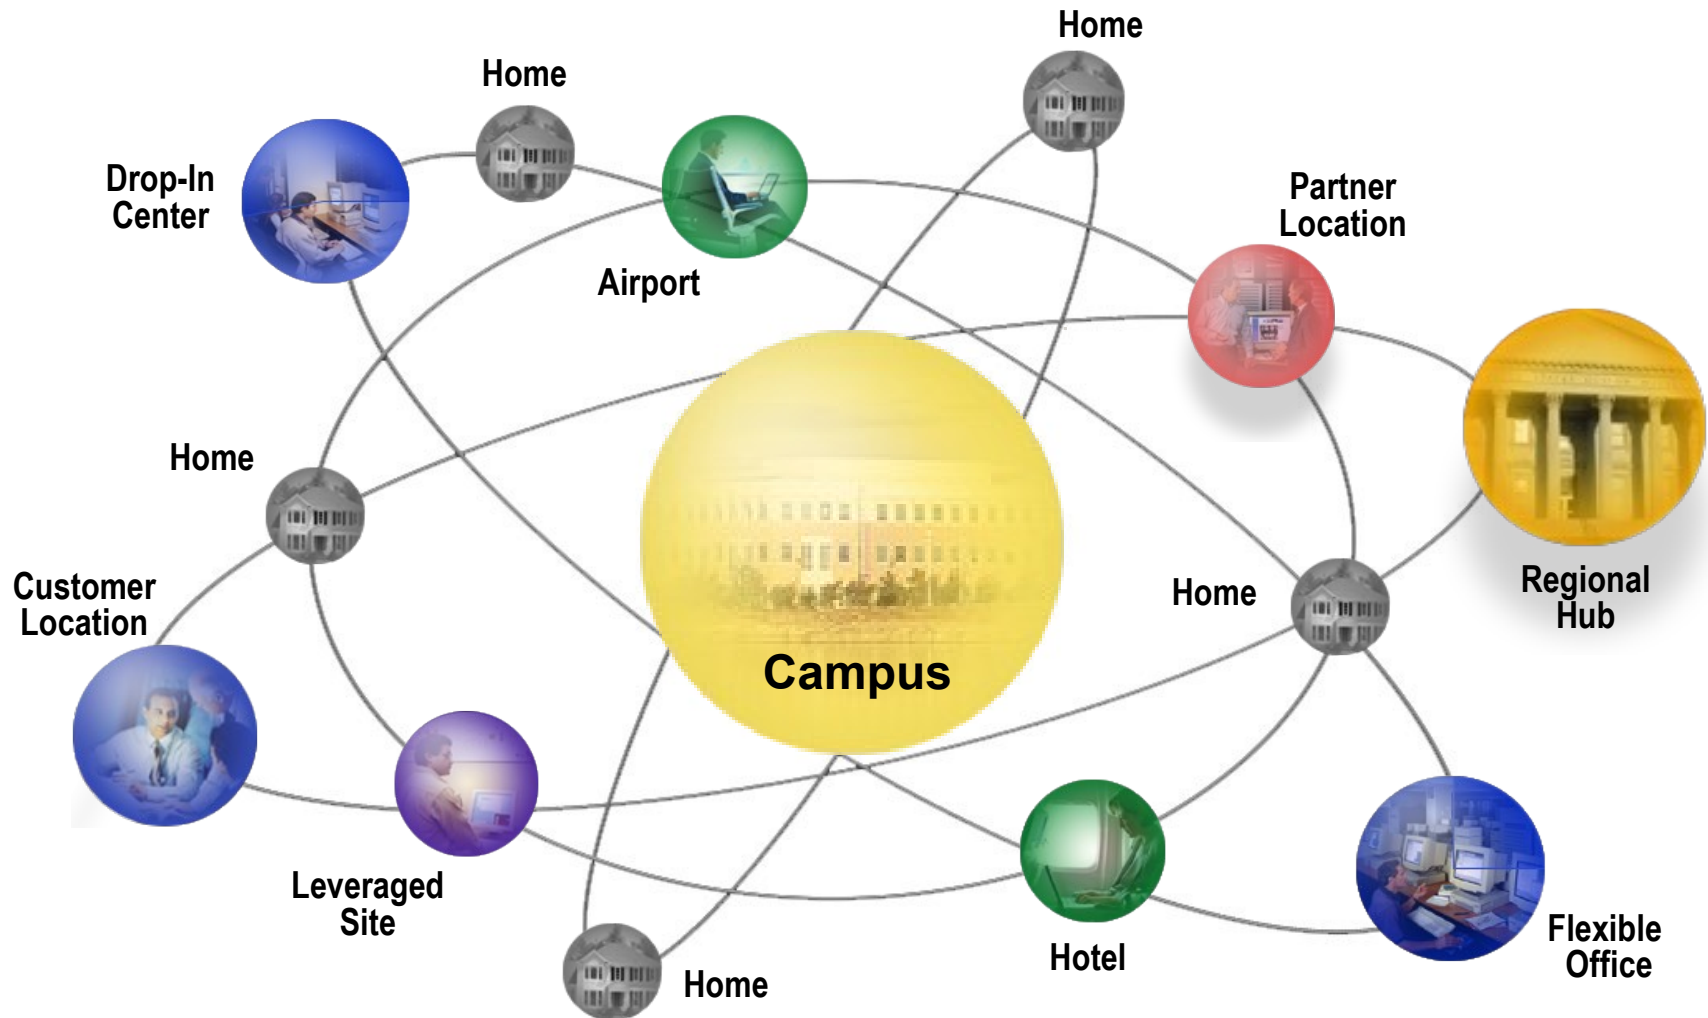 Home
Home
Drop-In
Center
Partner
Location
Airport
Home
Customer
Location
Home
Regional
Hub
Campus
Leveraged
Site
Hotel
Flexible
Office
Home